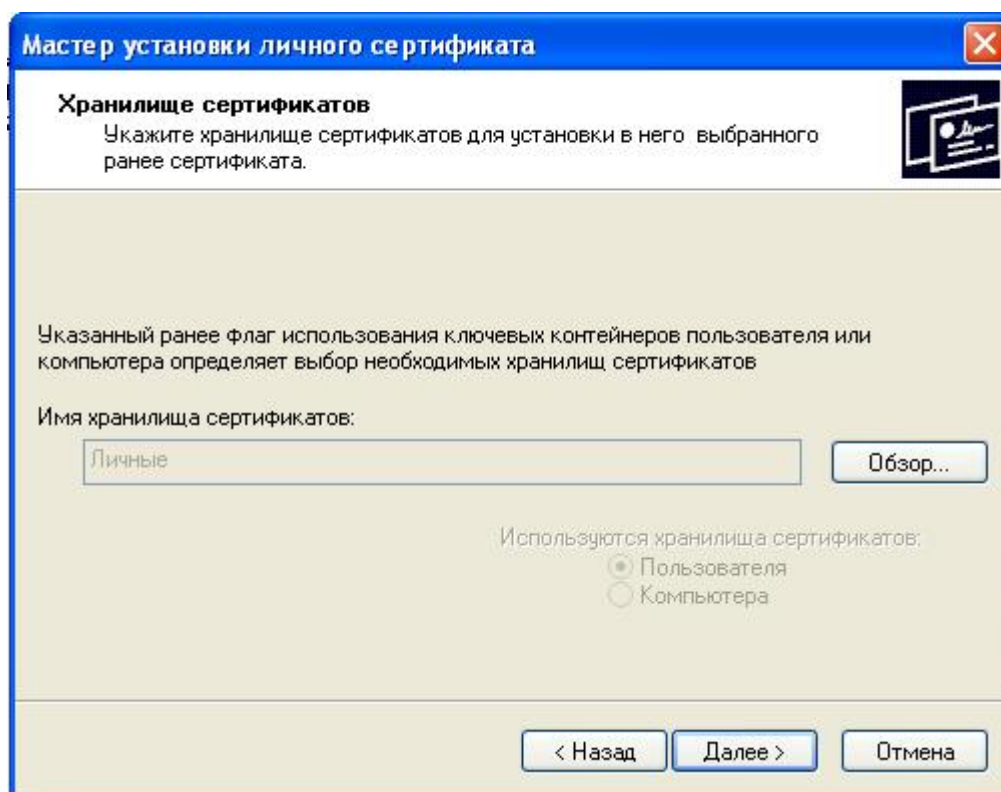 Мастер установки личного сертификата
Хранилище сертификатов
Укажите хранилище сертификатов для установки в него выбранного
ранее сертификата.
Указанный ранее флаг использования ключевых контейнеров пользователя или
компьютера определяет выбор необходимых хранилищ сертификатов
Имя хранилища сертификатов:
Личные
Обзор...
Используются хранилища сертификатов:
Пользователя
Компьютера
< Назад
Далее >
Отмена